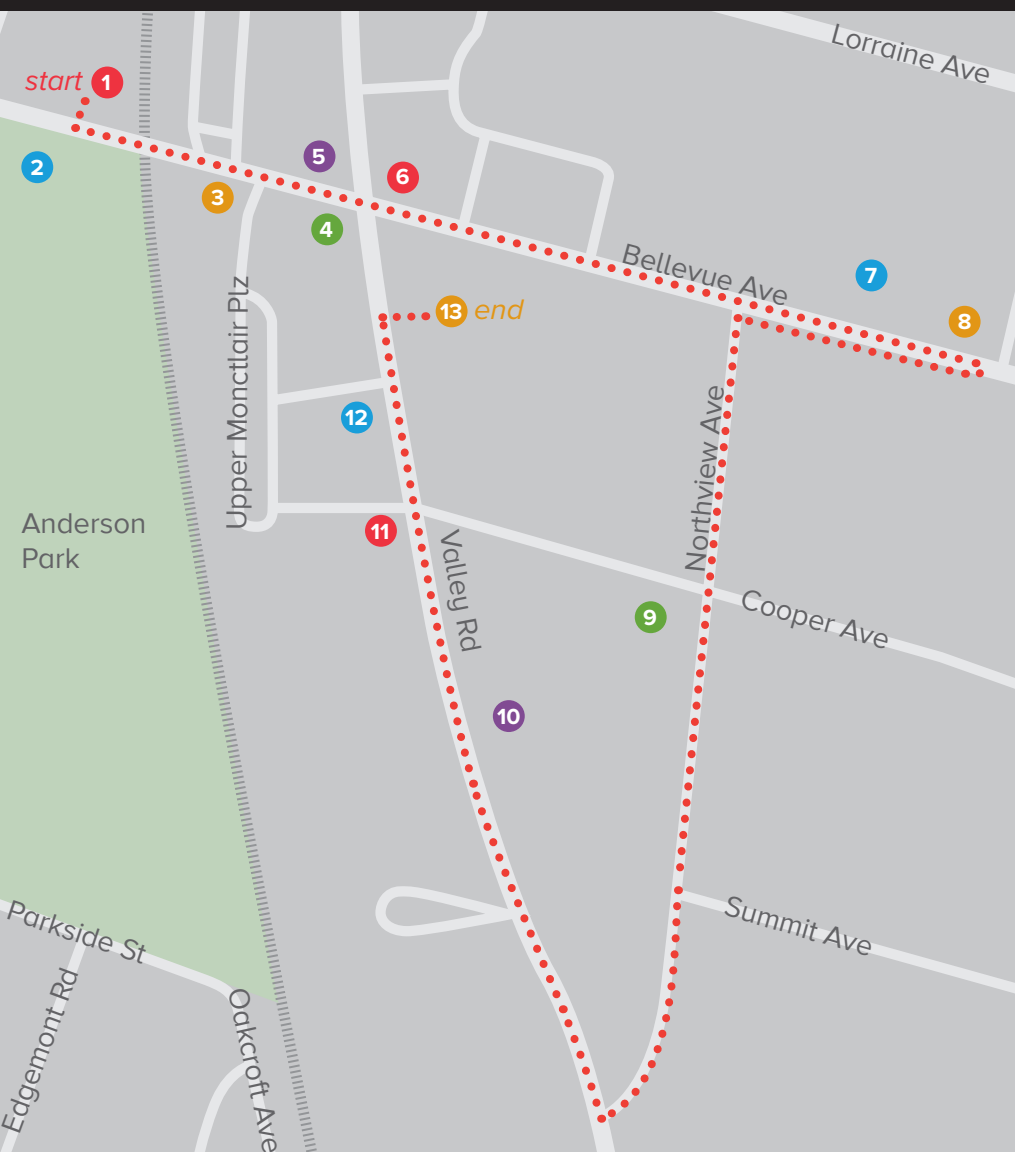 Lorraine Ave
start 1
2
5
6
3
4
Bellevue Ave
7
13 end
8
Upper Monctlair Plz
12
Northview Ave
Anderson
Park
11
Valley Rd
Cooper Ave
9
10
Parkside St
Summit Ave
Edgemont Rd
Oakcroft Ave